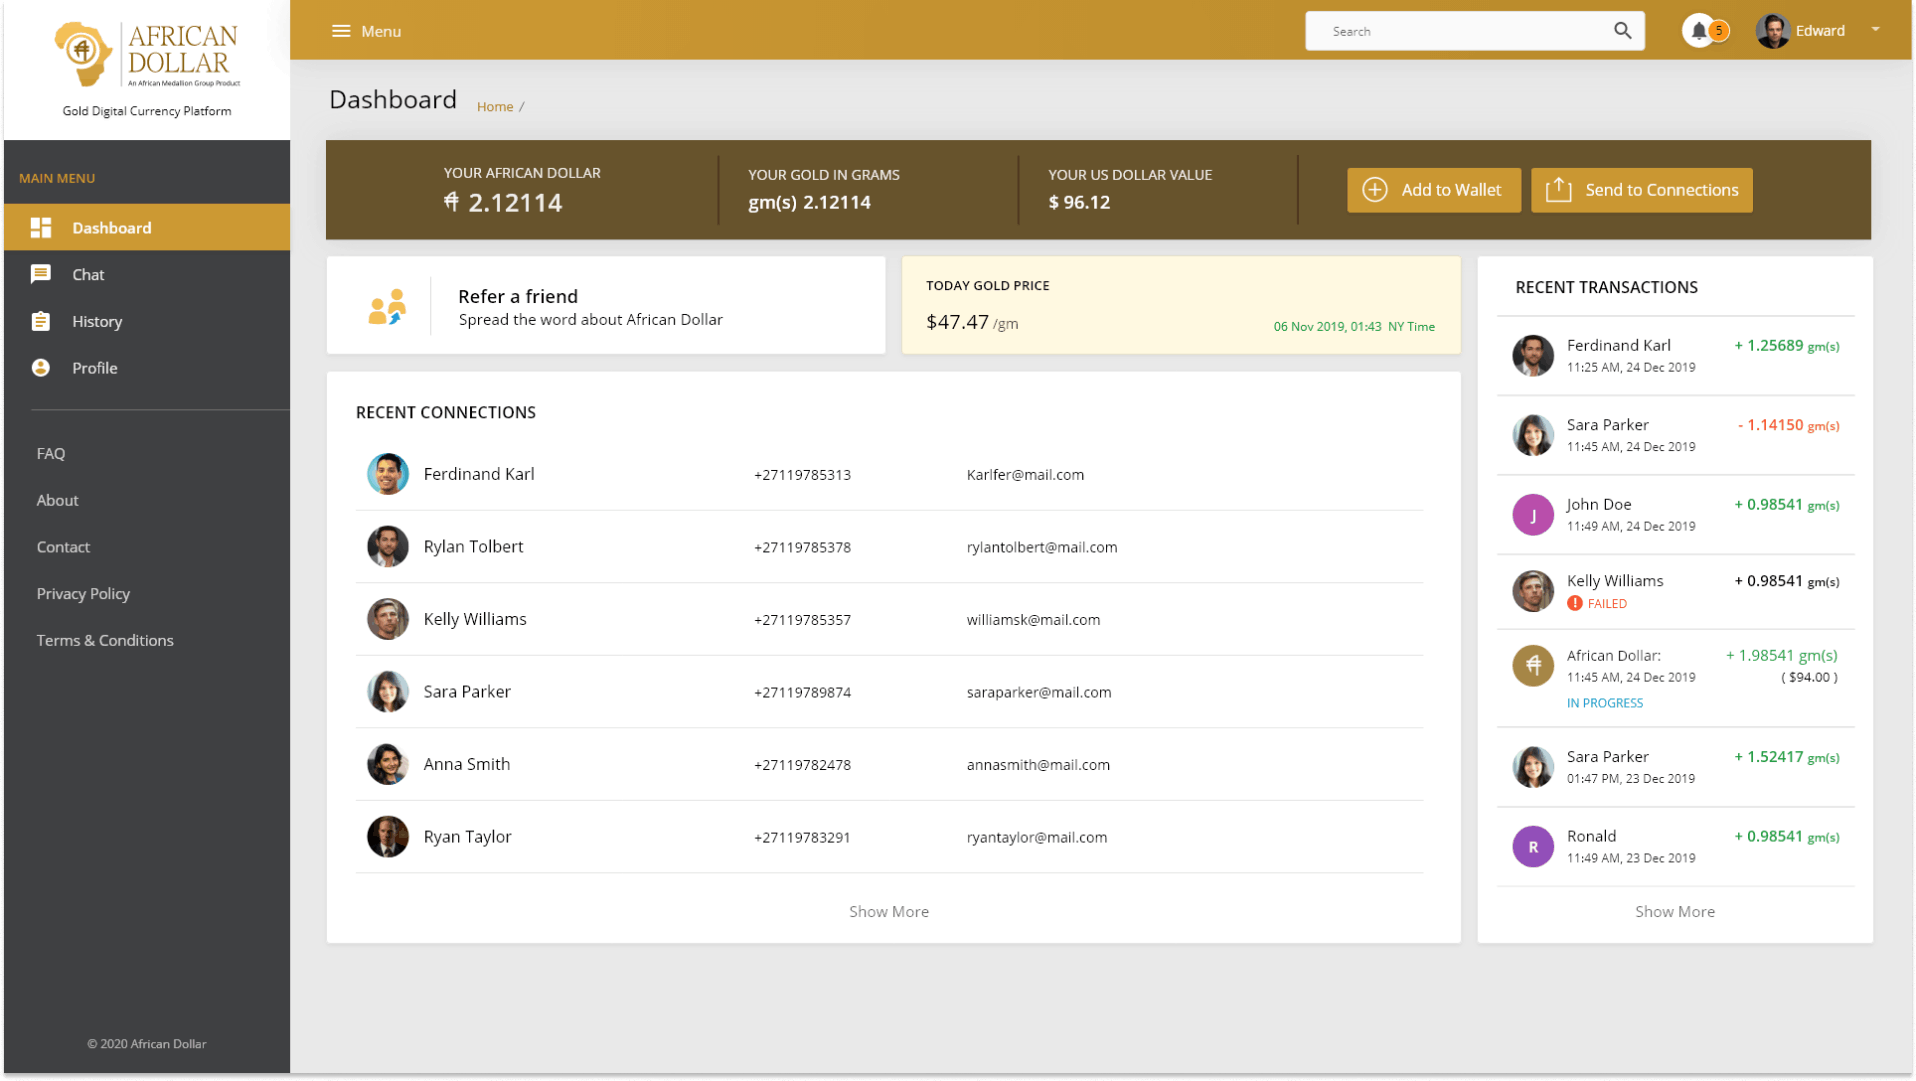 AFRICAN
DOLLAR
An African Medallion Group Product
Gold Digital Currency Platform
MAIN MENU
Dashboard
Chat
History
Profile
FAQ
About
Contact
Privacy Policy
Terms & Conditions
© 2020 African Dollar
Menu
Search
5
Edward
Dashboard
Home /
YOUR AFRICAN DOLLAR
2.12114
YOUR GOLD IN GRAMS
gm(s) 2.12114
YOUR US DOLLAR VALUE
$ 96.12
Add to Wallet
Send to Connections
Refer a friend
Spread the word about African Dollar
TODAY GOLD PRICE
$47.47 /gm
06 Nov 2019, 01:43 NY Time
RECENT CONNECTIONS
Ferdinand Karl +27119785313 Karlfer@mail.com
Rylan Tolbert +27119785378 rylantolbert@mail.com
Kelly Williams +27119785357 williamsk@mail.com
Sara Parker +27119789874 saraparker@mail.com
Anna Smith +27119782478 annasmith@mail.com
Ryan Taylor +27119783291 ryantaylor@mail.com
Show More
RECENT TRANSACTIONS
Ferdinand Karl + 1.25689 gm(s)
11:25 AM, 24 Dec 2019
Sara Parker - 1.14150 gm(s)
11:45 AM, 24 Dec 2019
J
John Doe + 0.98541 gm(s)
11:49 AM, 24 Dec 2019
Kelly Williams + 0.98541 gm(s)
! FAILED
African Dollar: + 1.98541 gm(s)
11:45 AM, 24 Dec 2019 ( $94.00 )
IN PROGRESS
Sara Parker + 1.52417 gm(s)
01:47 PM, 23 Dec 2019
R
Ronald + 0.98541 gm(s)
11:49 AM, 23 Dec 2019
Show More